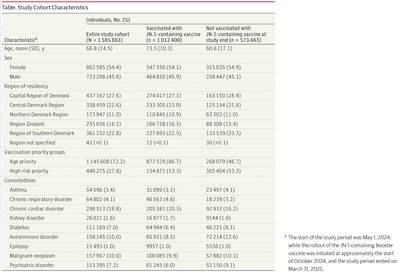 Table. Study Cohort Characteristics
Individuals, No. (%)
Characteristicᵃ Entire study cohort (N = 1 585 883) Vaccinated with JN.1-containing vaccine (n = 1 012 400) Not vaccinated with JN.1-containing vaccine at study end (n = 573 483)
Age, mean (SD), y 66.8 (14.5) 73.5 (10.3) 60.6 (17.1)
Sex
Female 862 585 (54.4) 547 550 (54.1) 315 035 (54.9)
Male 723 298 (45.6) 464 850 (45.9) 258 447 (45.1)
Region of residency
Capital Region of Denmark 437 167 (27.6) 274 017 (27.1) 163 150 (28.4)
Central Denmark Region 358 459 (22.6) 233 305 (23.0) 125 154 (21.8)
Northern Denmark Region 173 947 (11.0) 110 645 (10.9) 63 302 (11.0)
Region Zealand 255 036 (16.1) 166 728 (16.5) 88 308 (15.4)
Region of Southern Denmark 361 232 (22.8) 227 693 (22.5) 133 539 (23.3)
Region not specified 42 (<0.1) 12 (<0.1) 30 (<0.1)
Vaccination priority groups
Age priority 1 145 608 (72.2) 877 529 (86.7) 268 079 (46.7)
High-risk priority 440 275 (27.8) 134 871 (13.3) 305 404 (53.3)
Comorbidities
Asthma 54 596 (3.4) 31 099 (3.1) 23 497 (4.1)
Chronic respiratory disorder 64 802 (4.1) 46 563 (4.6) 18 239 (3.2)
Chronic cardiac disorder 298 513 (18.8) 205 581 (20.3) 92 932 (16.2)
Kidney disorder 26 021 (1.6) 16 877 (1.7) 9144 (1.6)
Diabetes 111 169 (7.0) 64 944 (6.4) 46 225 (8.1)
Autoimmune disorder 158 145 (10.0) 85 931 (8.5) 72 214 (12.6)
Epilepsy 15 493 (1.0) 9957 (1.0) 5536 (1.0)
Malignant neoplasm 157 967 (10.0) 100 085 (9.9) 57 882 (10.1)
Psychiatric disorder 113 395 (7.2) 61 245 (6.0) 52 150 (9.1)
ᵃ The start of the study period was May 1, 2024,
while the rollout of the JN.1-containing booster
vaccine was initiated at approximately the start
of October 2024, and the study period ended on
March 31, 2025.